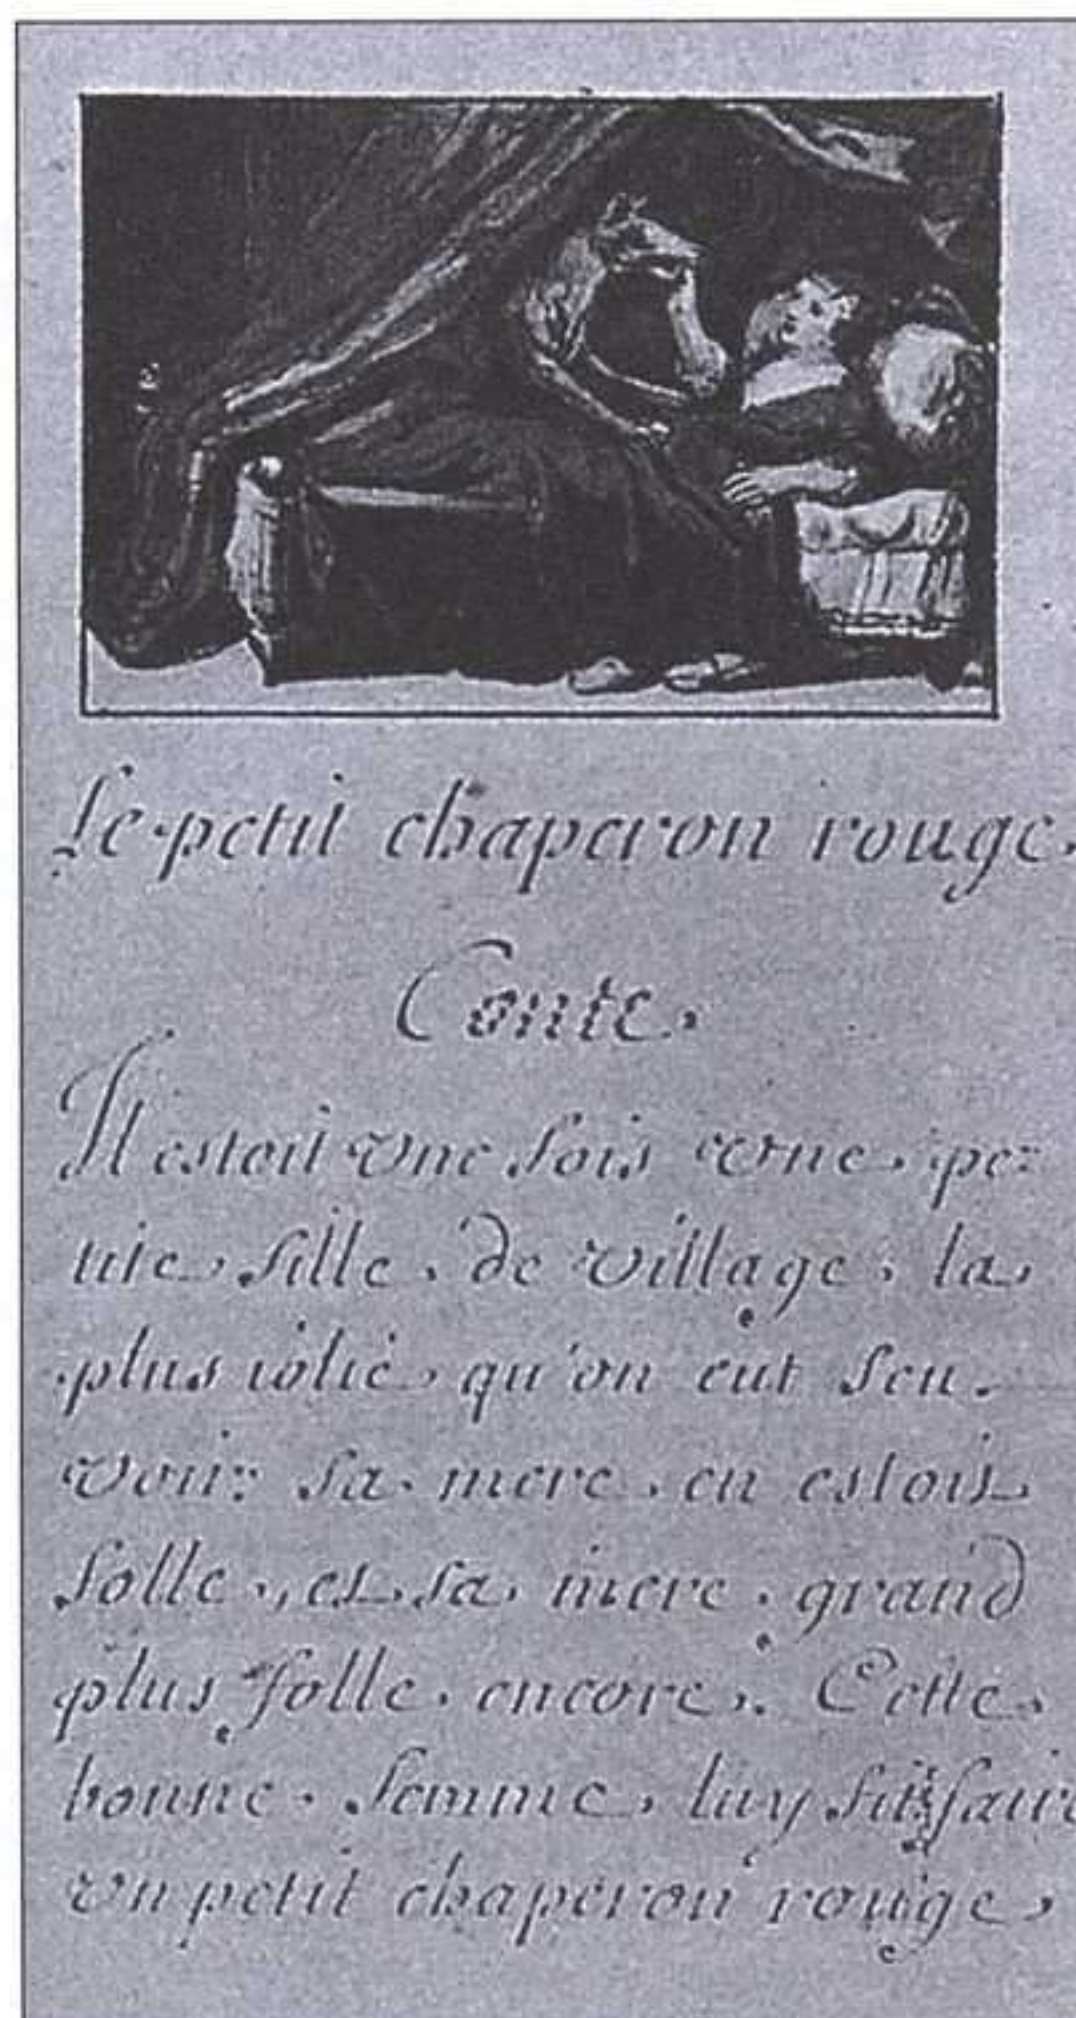 Le petit chaperon rouge.
Conte.
Il estoit vne fois vne pe=
tite fille de village, la
plus iolie qu'on eut sceu
voir: sa mere en estoit
folle, et sa mere grand
plus folle encore. Cette
bonne femme luy fit faire
vn petit chaperon rouge,